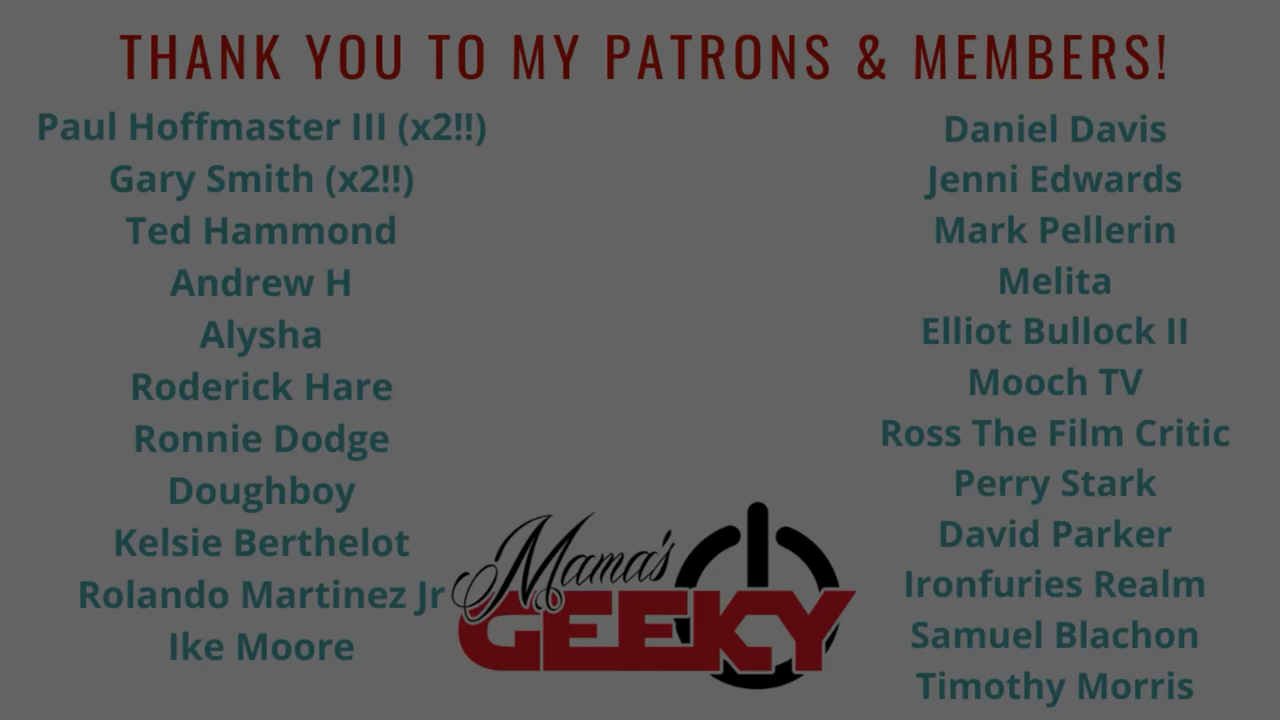 THANK YOU TO MY PATRONS & MEMBERS!
Paul Hoffmaster III (x2!!)
Gary Smith (x2!!)
Ted Hammond
Andrew H
Alysha
Roderick Hare
Ronnie Dodge
Doughboy
Kelsie Berthelot
Rolando Martinez Jr
Ike Moore
Daniel Davis
Jenni Edwards
Mark Pellerin
Melita
Elliot Bullock II
Mooch TV
Ross The Film Critic
Perry Stark
David Parker
Ironfuries Realm
Samuel Blachon
Timothy Morris
Mama's
GEEKY